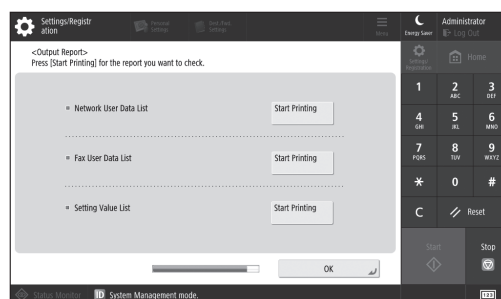 Settings/Registr
ation
Personal
Settings
Dest./Fwd.
Settings
Menu
Energy Saver
Administrator
Log Out
<Output Report>
Press [Start Printing] for the report you want to check.
Settings/
Registration
Home
Network User Data List
Start Printing
Fax User Data List
Start Printing
Setting Value List
Start Printing
OK
1
2
ABC
3
DEF
4
GHI
5
JKL
6
MNO
7
PQRS
8
TUV
9
WXYZ
*
0
#
C
Reset
Start
Stop
Status Monitor
ID System Management mode.
123